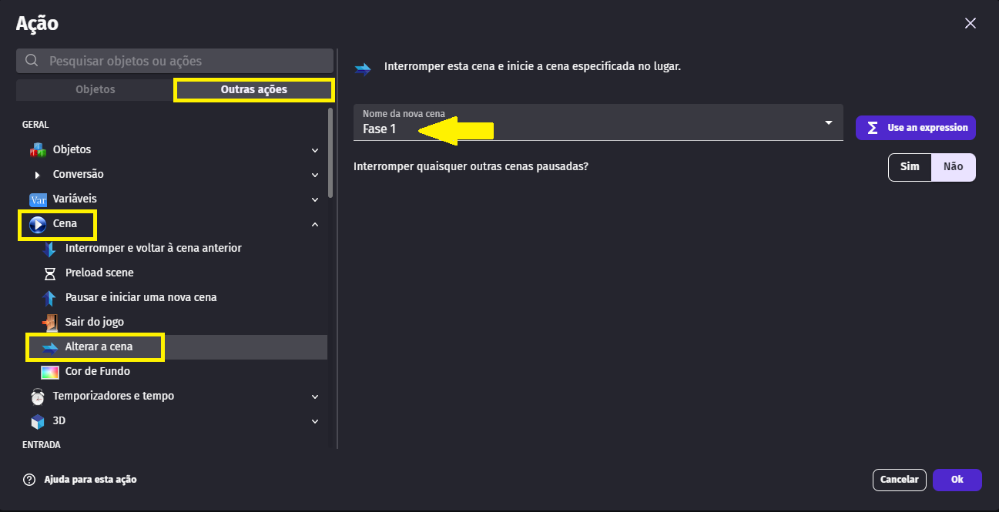 Ação
Pesquisar objetos ou ações
Objetos
Outras ações
GERAL
Objetos
Conversão
Var Variáveis
Cena
Interromper e voltar à cena anterior
Preload scene
Pausar e iniciar uma nova cena
Sair do jogo
Alterar a cena
Cor de Fundo
Temporizadores e tempo
3D
ENTRADA
Interromper esta cena e inicie a cena especificada no lugar.
Nome da nova cena
Fase 1
Use an expression
Interromper quaisquer outras cenas pausadas?
Sim
Não
Ajuda para esta ação
Cancelar
Ok